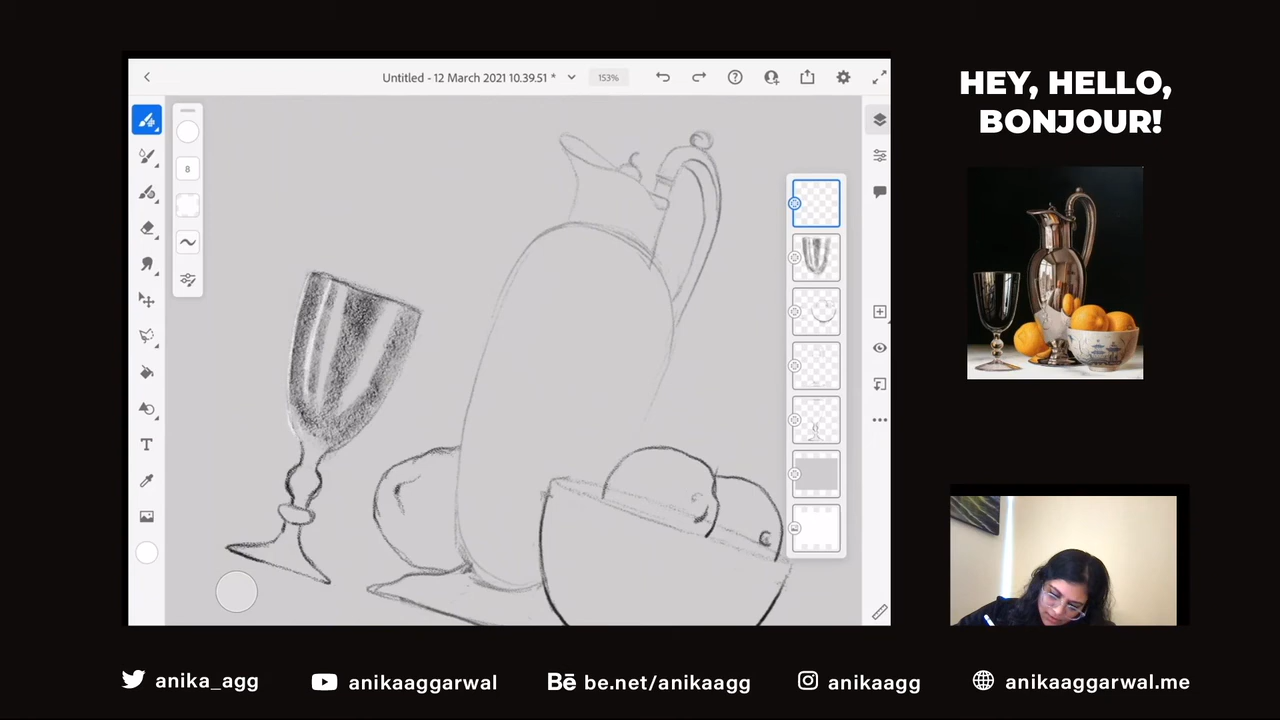 HEY, HELLO,
BONJOUR!
Untitled - 12 March 2021 10.39.51 *
153%
8
T
anika_agg
anikaaggarwal
Bē be.net/anikaagg
anikaagg
anikaaggarwal.me